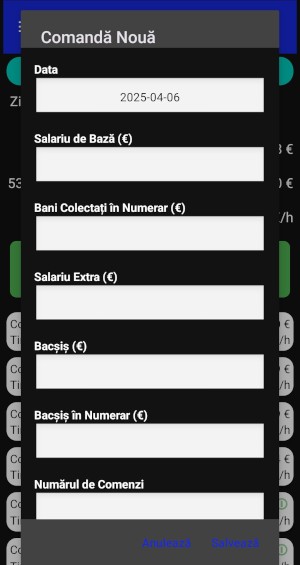 Comandă Nouă
Data
2025-04-06
Salariu de Bază (€)
Bani Colectați în Numerar (€)
Salariu Extra (€)
Bacșiș (€)
Bacșiș în Numerar (€)
Numărul de Comenzi
Anulează Salvează